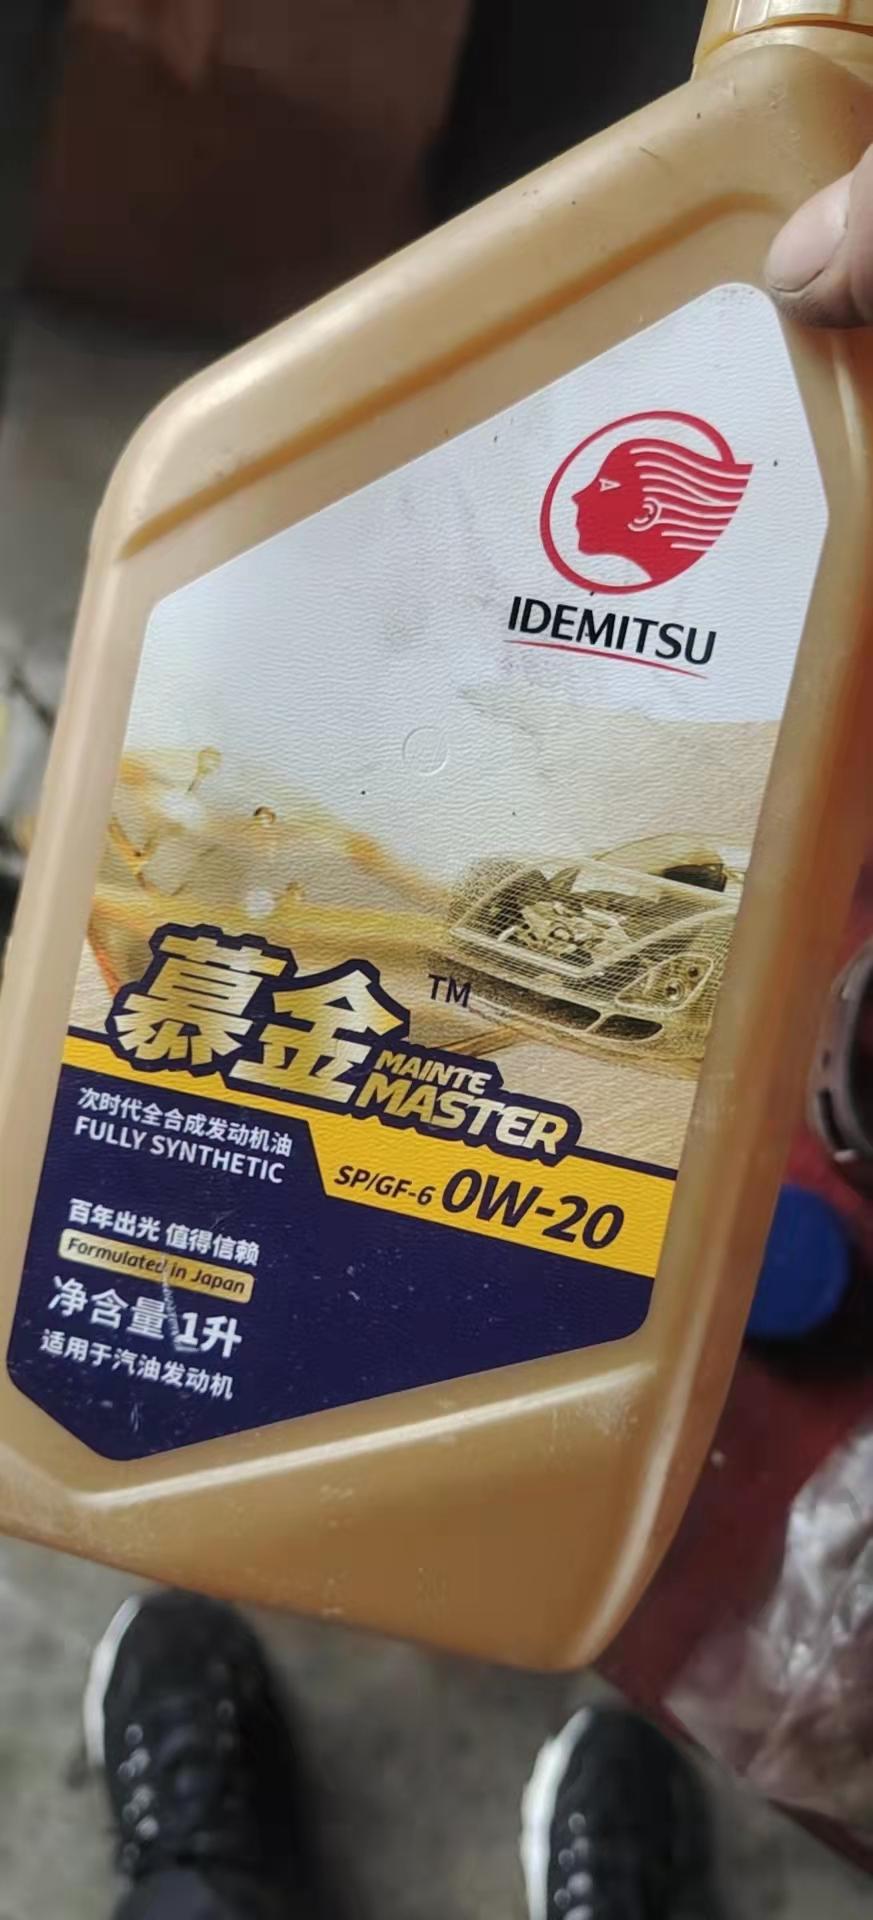 IDEMITSU
慕金
TM
MAINTE
MASTER
次时代全合成发动机油
FULLY SYNTHETIC
SP/GF-6 0W-20
百年出光 值得信赖
Formulated in Japan
净含量1升
适用于汽油发动机